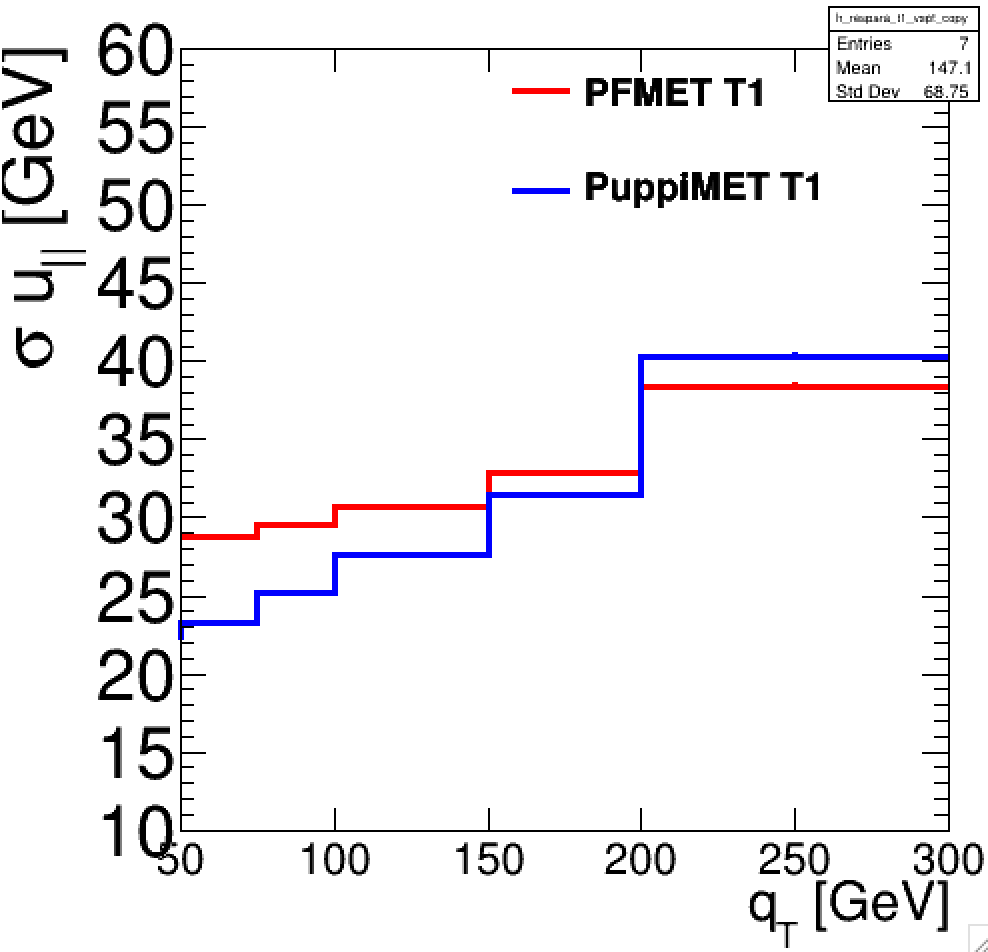 h_respara_t1_vspt_copy
Entries 7
Mean 147.1
Std Dev 68.75
PFMET T1
PuppiMET T1
σ u|| [GeV]
60
55
50
45
40
35
30
25
20
15
10
50 100 150 200 250 300
qT [GeV]